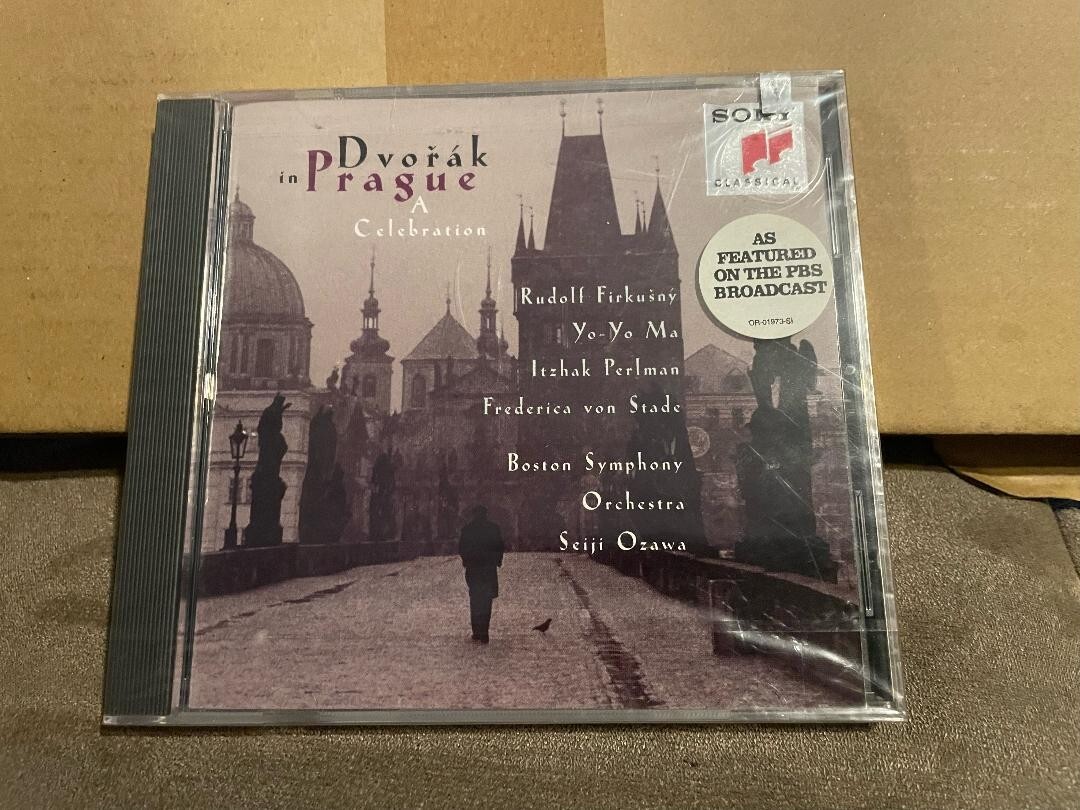 Dvořák
in Prague
A
Celebration
SONY
CLASSICAL
AS
FEATURED
ON THE PBS
BROADCAST
OR-01973-SI
Rudolf Firkušný
Yo-Yo Ma
Itzhak Perlman
Frederica von Stade
Boston Symphony
Orchestra
Seiji Ozawa